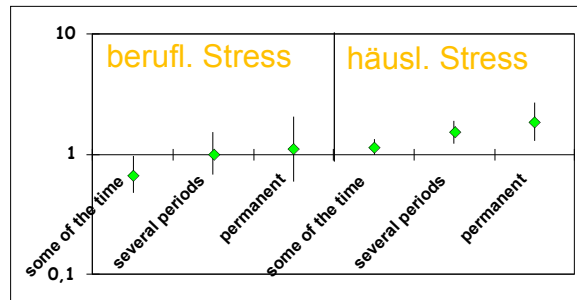 10
berufl. Stress
häusl. Stress
1
some of the time
several periods
permanent
some of the time
several periods
permanent
0,1